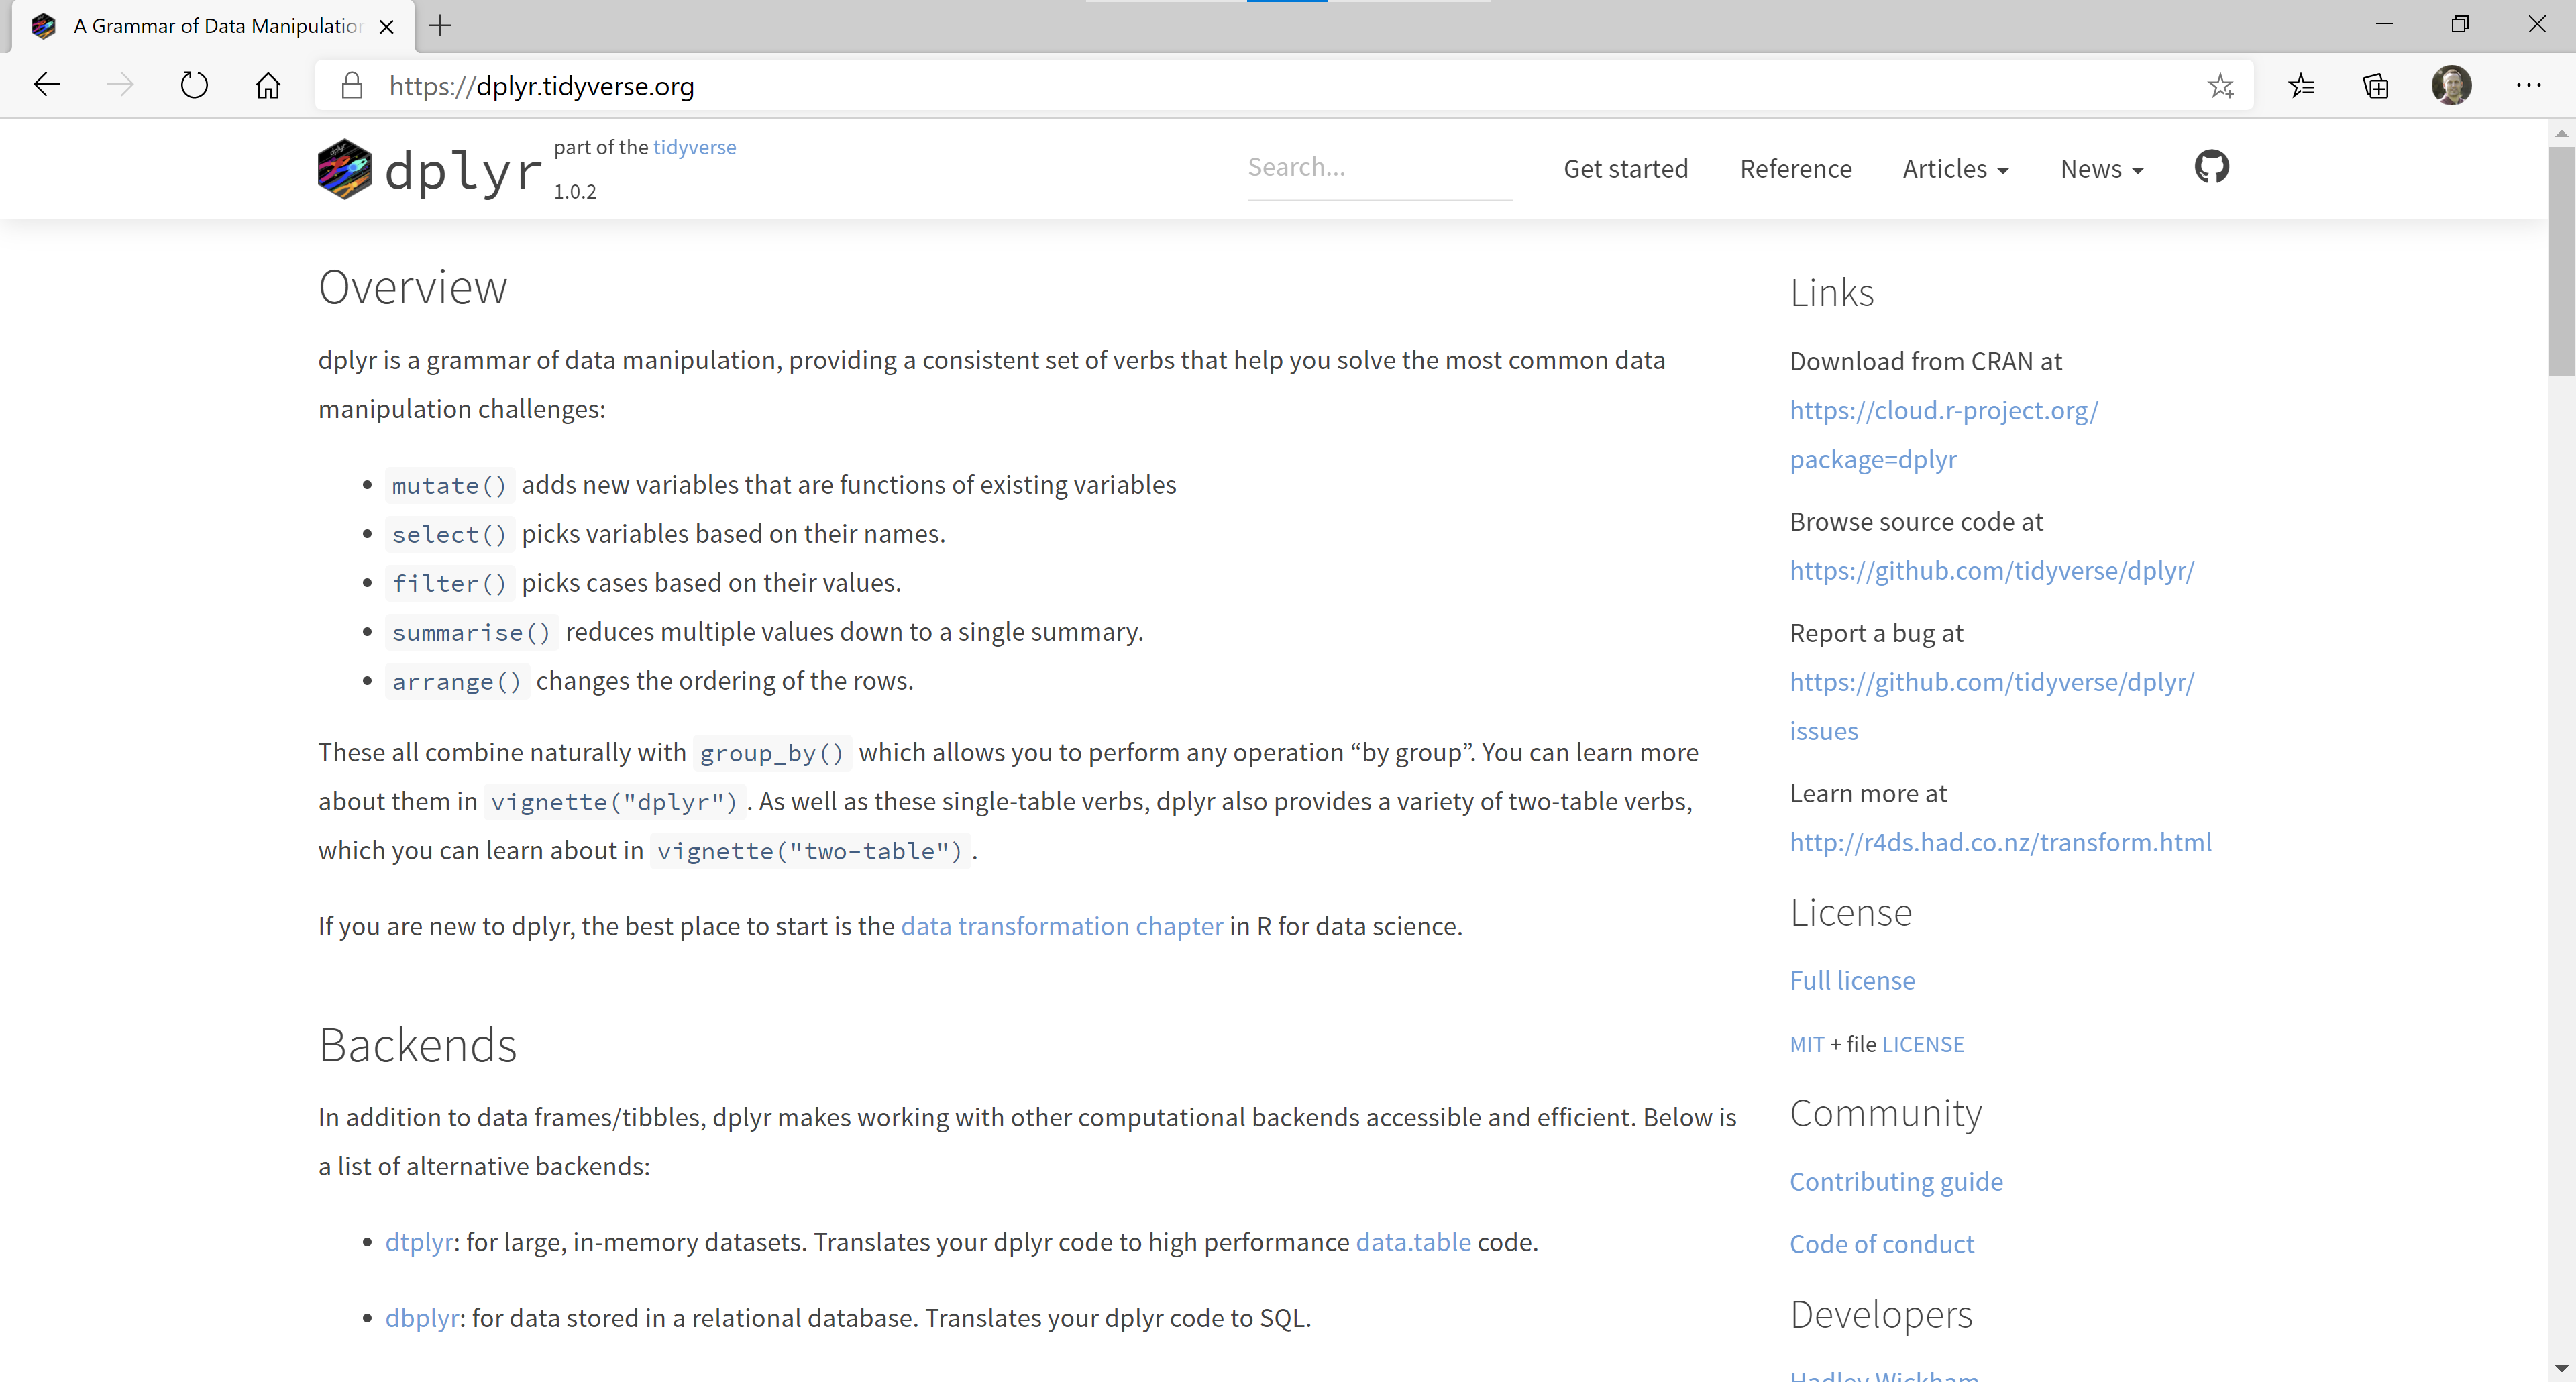 A Grammar of Data Manipulation
https://dplyr.tidyverse.org
dplyr
part of the tidyverse
1.0.2
Search...
Get started
Reference
Articles
News
Overview
dplyr is a grammar of data manipulation, providing a consistent set of verbs that help you solve the most common data
manipulation challenges:
• mutate() adds new variables that are functions of existing variables
• select() picks variables based on their names.
• filter() picks cases based on their values.
• summarise() reduces multiple values down to a single summary.
• arrange() changes the ordering of the rows.
These all combine naturally with group_by() which allows you to perform any operation “by group”. You can learn more
about them in vignette("dplyr"). As well as these single-table verbs, dplyr also provides a variety of two-table verbs,
which you can learn about in vignette("two-table").
If you are new to dplyr, the best place to start is the data transformation chapter in R for data science.
Backends
In addition to data frames/tibbles, dplyr makes working with other computational backends accessible and efficient. Below is
a list of alternative backends:
• dtplyr: for large, in-memory datasets. Translates your dplyr code to high performance data.table code.
• dbplyr: for data stored in a relational database. Translates your dplyr code to SQL.
Links
Download from CRAN at
https://cloud.r-project.org/
package=dplyr
Browse source code at
https://github.com/tidyverse/dplyr/
Report a bug at
https://github.com/tidyverse/dplyr/
issues
Learn more at
http://r4ds.had.co.nz/transform.html
License
Full license
MIT + file LICENSE
Community
Contributing guide
Code of conduct
Developers
Hadley Wickham